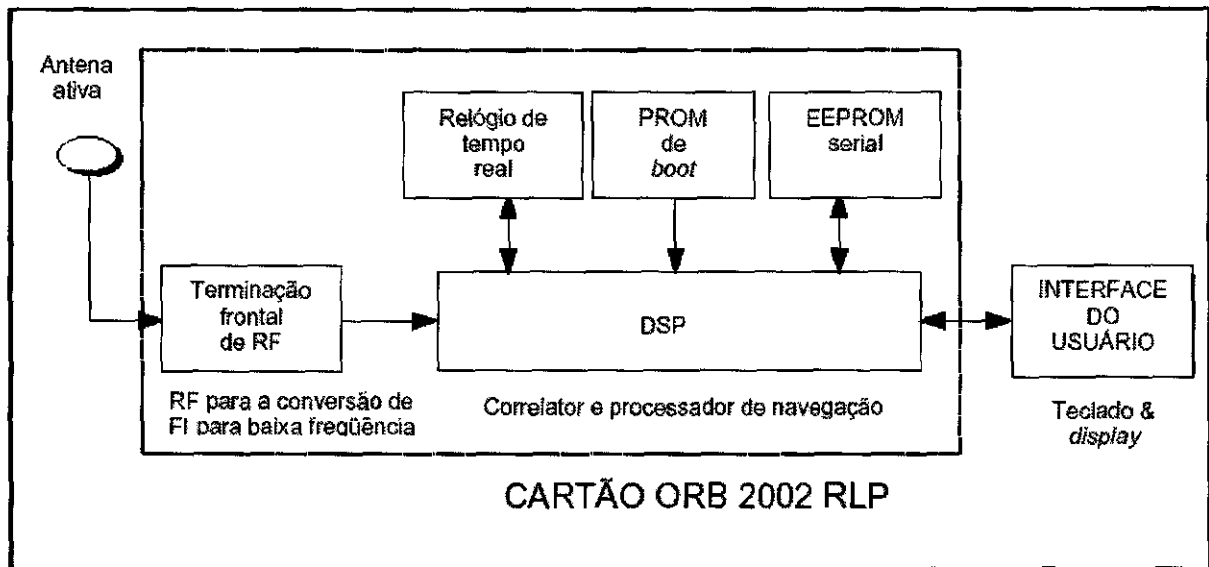 Antena
ativa
Relógio de
tempo
real
PROM
de
boot
EEPROM
serial
Terminação
frontal
de RF
DSP
INTERFACE
DO
USUÁRIO
RF para a conversão de
FI para baixa freqüência
Correlator e processador de navegação
Teclado &
display
CARTÃO ORB 2002 RLP